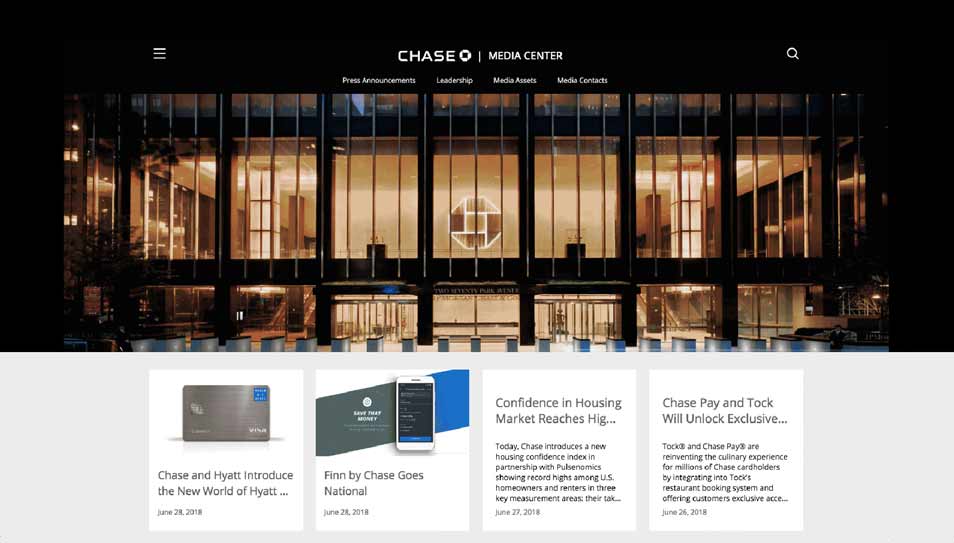 CHASE | MEDIA CENTER
Press Announcements Leadership Media Assets Media Contacts
TWO SEVENTY PARK AVENUE
JPMORGAN CHASE & CO
VISA
Chase and Hyatt Introduce
the New World of Hyatt ...
June 28, 2018
SAVE THAT
MONEY
Finn by Chase Goes
National
June 28, 2018
Confidence in Housing
Market Reaches Hig...
Today, Chase introduces a new
housing confidence index in
partnership with Pulsenomics
showing record highs among U.S.
homeowners and renters in three
key measurement areas: their tak...
June 27, 2018
Chase Pay and Tock
Will Unlock Exclusive...
Tock® and Chase Pay® are
reinventing the culinary experience
for millions of Chase cardholders
by integrating into Tock's
restaurant booking system and
offering customers exclusive acce...
June 26, 2018